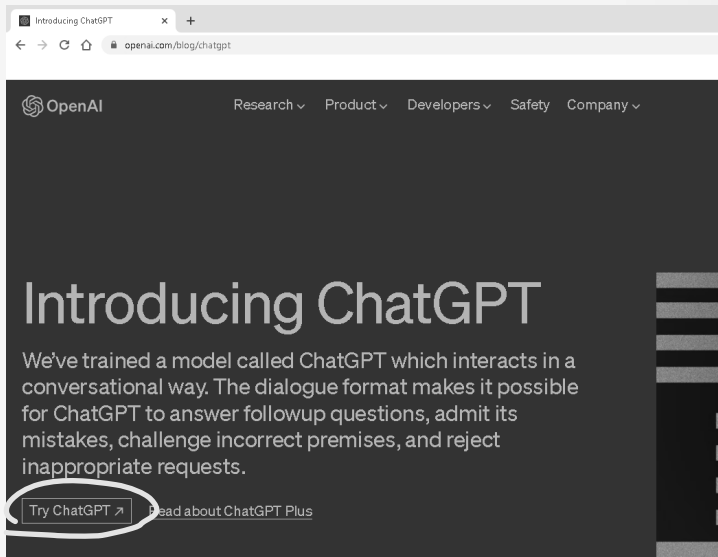 Introducing ChatGPT
openai.com/blog/chatgpt
OpenAI Research Product Developers Safety Company
Introducing ChatGPT
We've trained a model called ChatGPT which interacts in a
conversational way. The dialogue format makes it possible
for ChatGPT to answer followup questions, admit its
mistakes, challenge incorrect premises, and reject
inappropriate requests.
Try ChatGPT ↗ Read about ChatGPT Plus